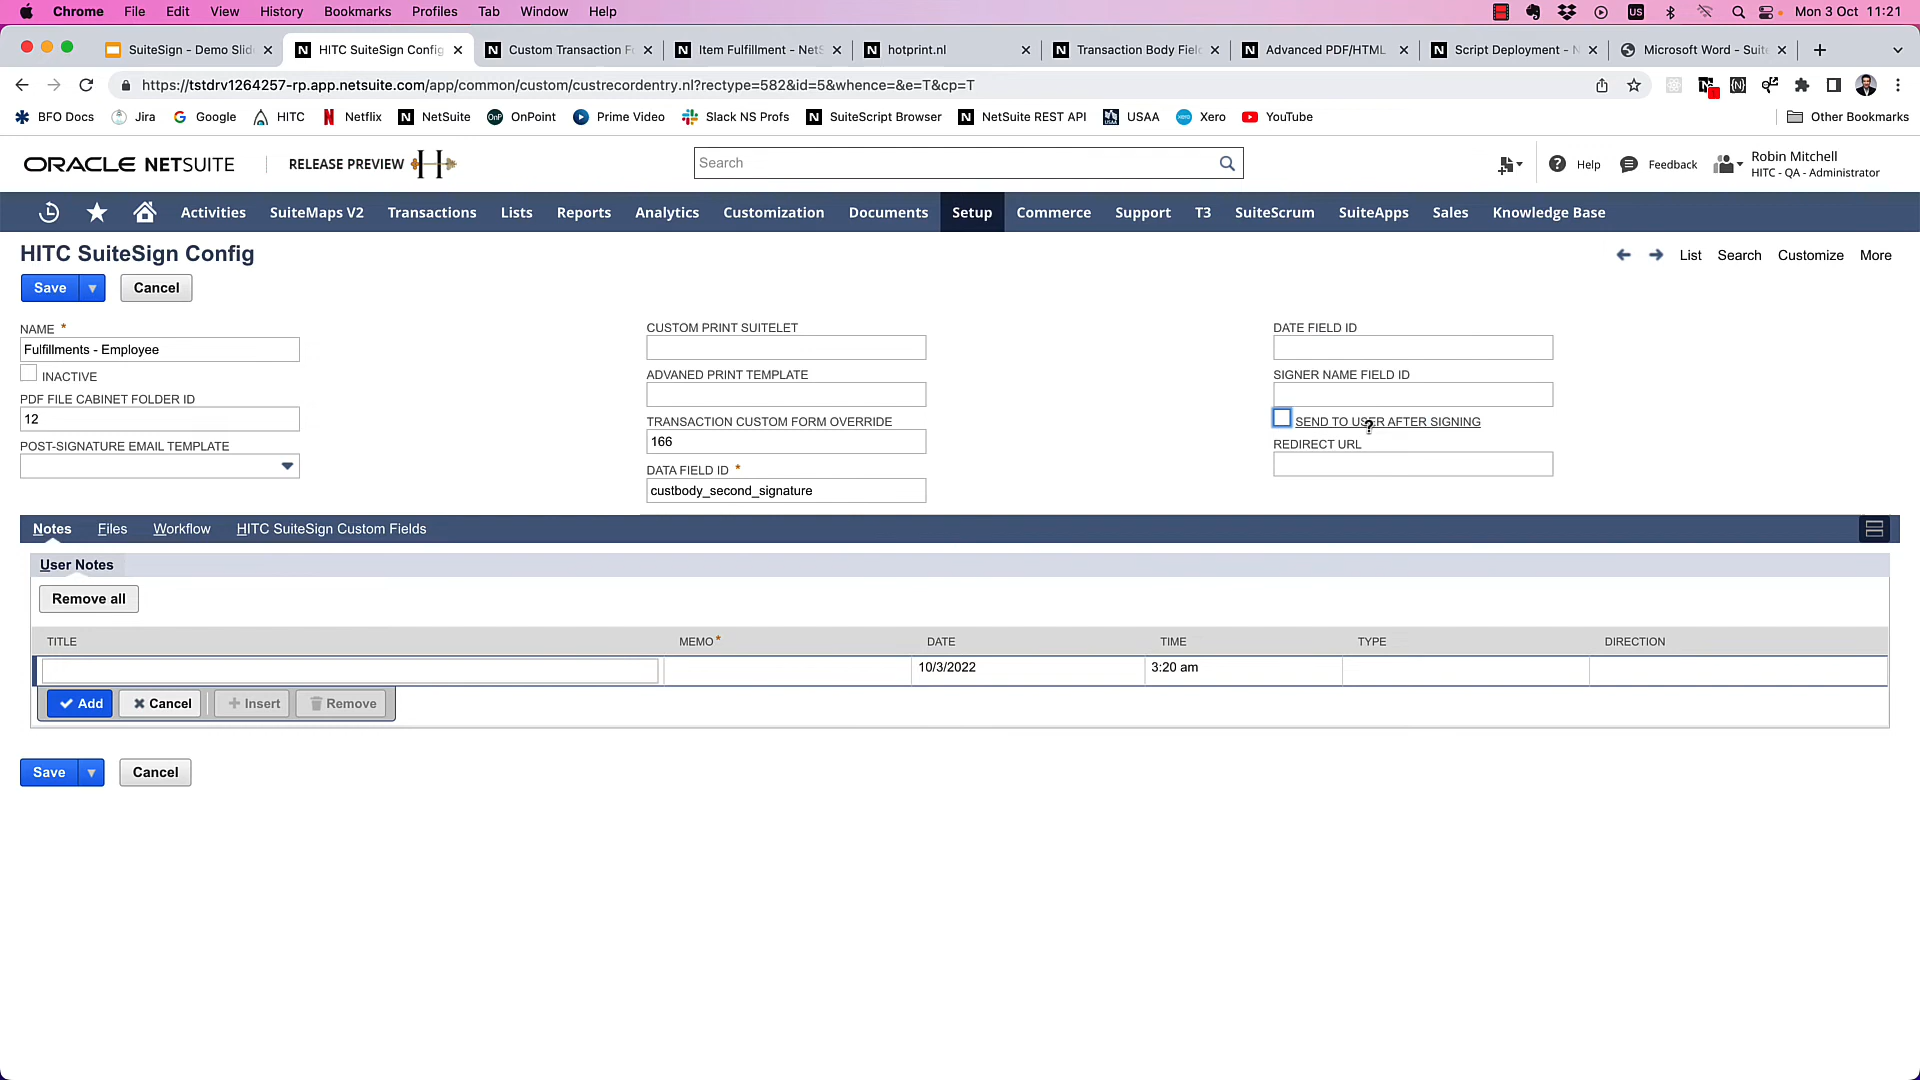 Chrome File Edit View History Bookmarks Profiles Tab Window Help US Mon 3 Oct 11:21
SuiteSign - Demo Slid HITC SuiteSign Config Custom Transaction Fo Item Fulfillment - NetS hotprint.nl Transaction Body Field Advanced PDF/HTML Script Deployment - N Microsoft Word - Suite
https://tstdrv1264257-rp.app.netsuite.com/app/common/custom/custrecordentry.nl?rectype=582&id=5&whence=&e=T&cp=T
BFO Docs Jira Google HITC Netflix NetSuite OnPoint Prime Video Slack NS Profs SuiteScript Browser NetSuite REST API USAA Xero YouTube Other Bookmarks
ORACLE NETSUITE RELEASE PREVIEW H Search Help Feedback Robin Mitchell
HITC - QA - Administrator
Activities SuiteMaps V2 Transactions Lists Reports Analytics Customization Documents Setup Commerce Support T3 SuiteScrum SuiteApps Sales Knowledge Base
HITC SuiteSign Config List Search Customize More
Save Cancel
NAME * CUSTOM PRINT SUITELET DATE FIELD ID
Fulfillments - Employee
INACTIVE ADVANED PRINT TEMPLATE SIGNER NAME FIELD ID
PDF FILE CABINET FOLDER ID
12 TRANSACTION CUSTOM FORM OVERRIDE SEND TO USER AFTER SIGNING
POST-SIGNATURE EMAIL TEMPLATE 166 REDIRECT URL
DATA FIELD ID *
custbody_second_signature
Notes Files Workflow HITC SuiteSign Custom Fields
User Notes
Remove all
TITLE MEMO* DATE TIME TYPE DIRECTION
10/3/2022 3:20 am
Add Cancel Insert Remove
Save Cancel